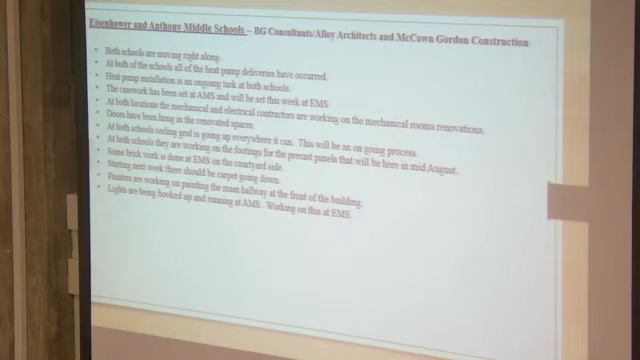 Eisenhower and Anthony Middle Schools – BG Consultants/Alloy Architects and McCown Gordon Construction
• Both schools are moving right along.
• At both of the schools all of the heat pump deliveries have occurred.
• Heat pump installation is an ongoing task at both schools.
• The casework has been set at AMS and will be set this week at EMS.
• At both locations the mechanical and electrical contractors are working on the mechanical rooms renovations.
• Doors have been hung in the renovated spaces.
• At both schools ceiling grid is going up everywhere it can. This will be an on going process.
• At both schools they are working on the footings for the precast panels that will be here in mid August.
• Some brick work is done at EMS on the courtyard side.
• Starting next week there should be carpet going down.
• Painters are working on painting the main hallway at the front of the building.
• Lights are being hooked up and running at AMS. Working on this at EMS.